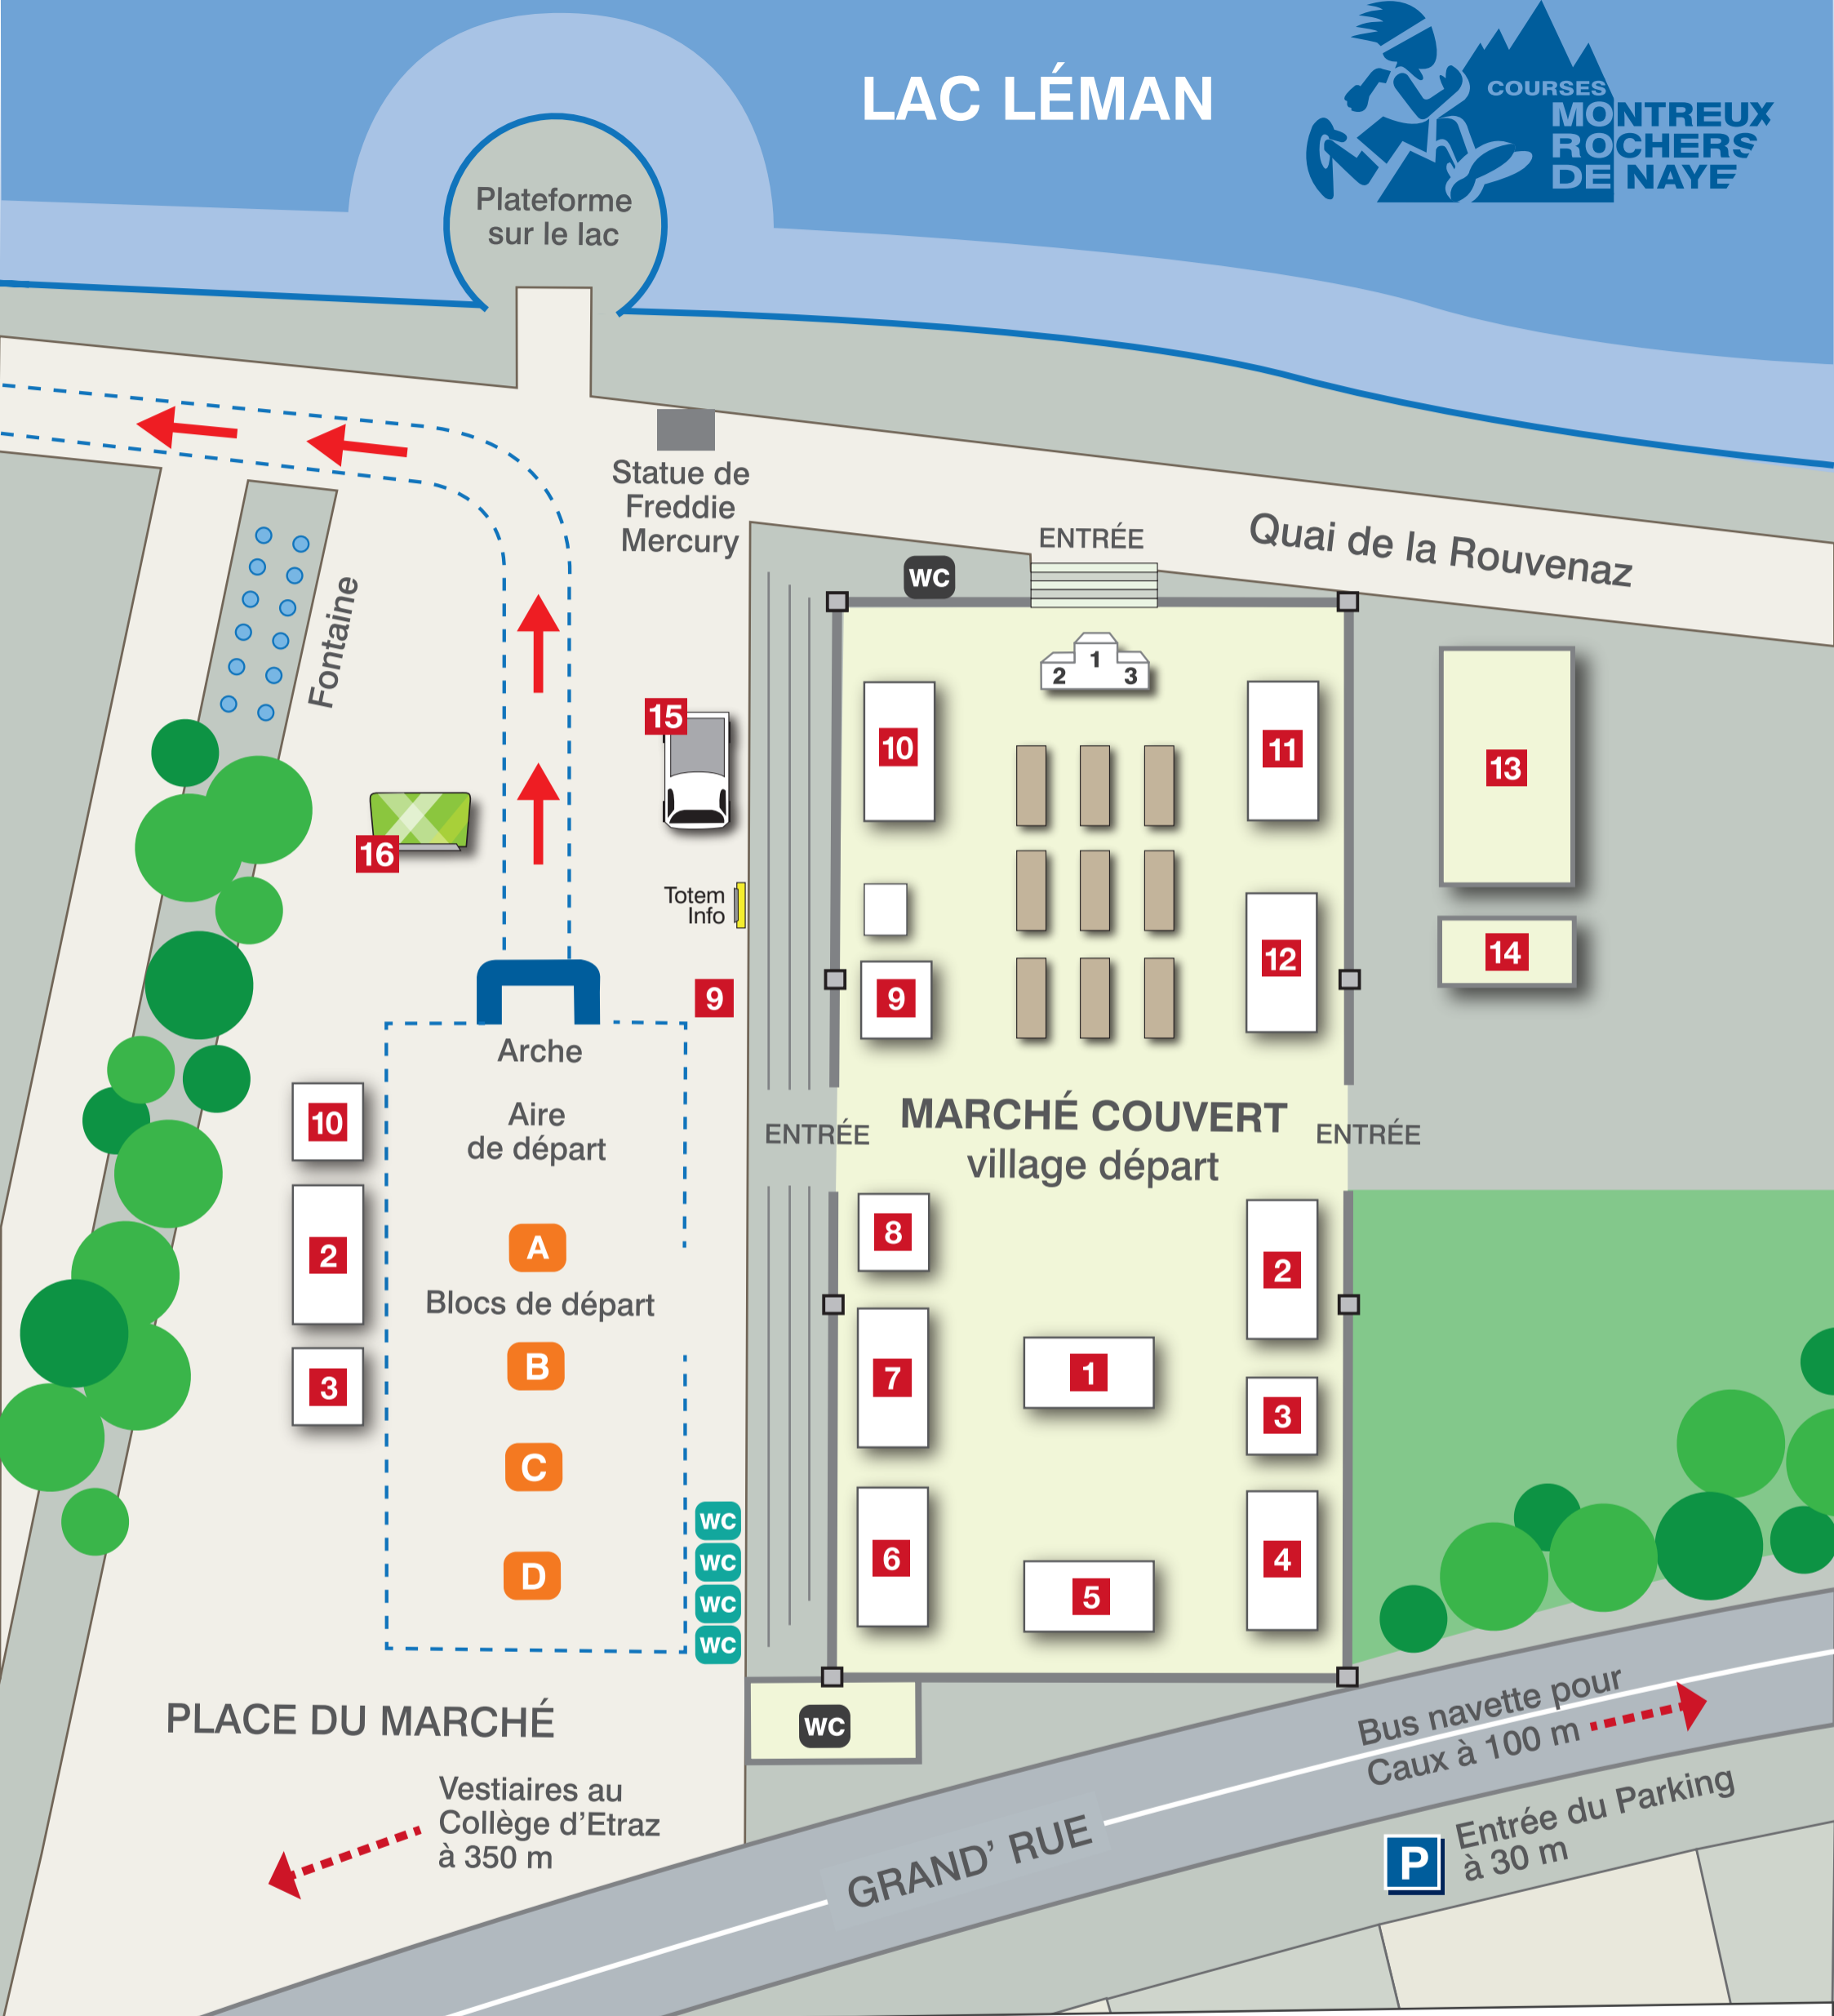 LAC LÉMAN
COURSES
MONTREUX
ROCHERS
DE NAYE
Plateforme
sur le lac
Statue de
Freddie
Mercury
Quai de la Rouvenaz
ENTRÉE
WC
Fontaine
1
2
3
15
10
11
13
16
Totem
Info
12
14
9
9
Arche
Aire
de départ
10
MARCHÉ COUVERT
village départ
ENTRÉE
ENTRÉE
A
8
2
2
Blocs de départ
B
7
1
3
3
C
WC
WC
WC
WC
D
6
5
4
PLACE DU MARCHÉ
WC
Bus navette pour
Caux à 100 m
Vestiaires au
Collège d’Etraz
à 350 m
GRAND’ RUE
P
Entrée du Parking
à 30 m